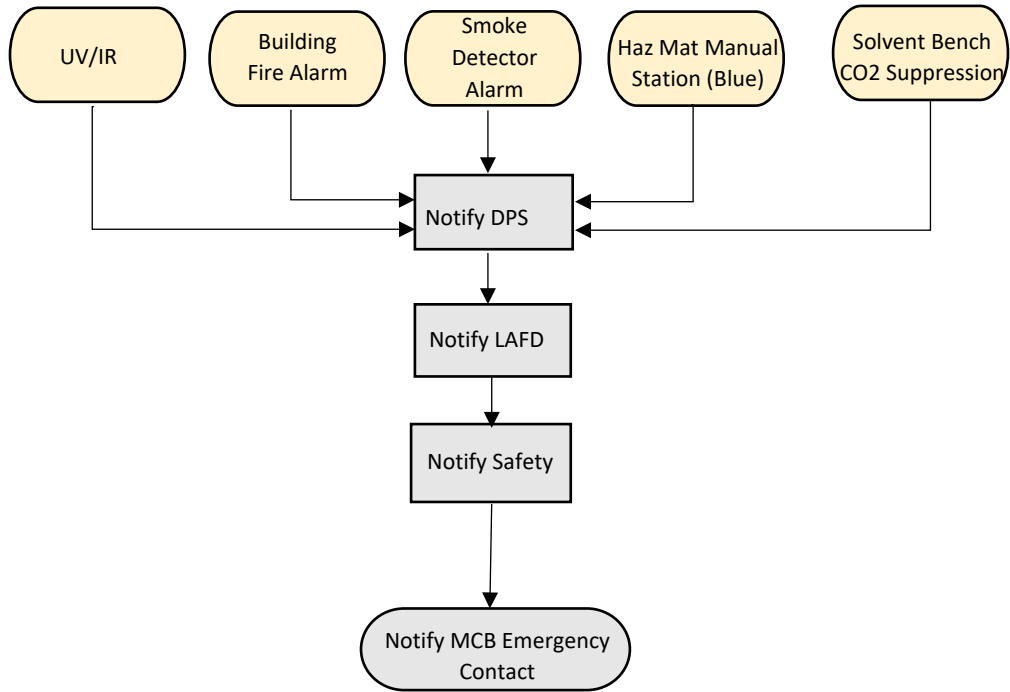 UV/IR
Building
Fire Alarm
Smoke
Detector
Alarm
Haz Mat Manual
Station (Blue)
Solvent Bench
CO2 Suppression
Notify DPS
Notify LAFD
Notify Safety
Notify MCB Emergency
Contact